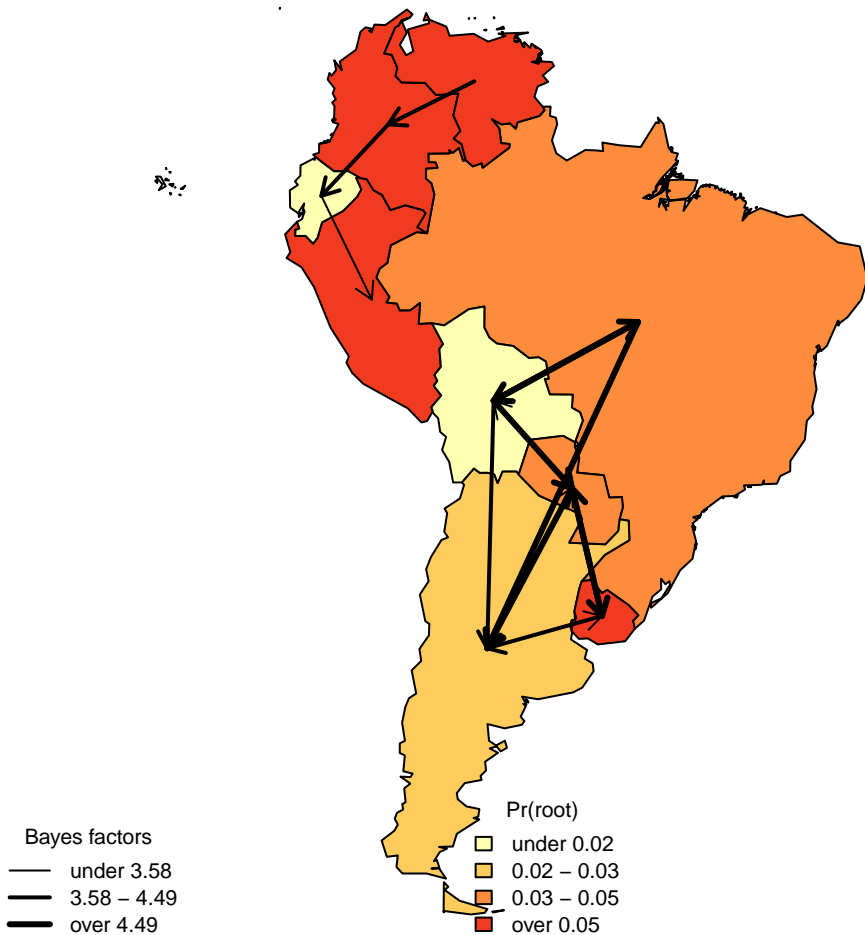 Bayes factors
under 3.58
3.58 − 4.49
over 4.49
Pr(root)
under 0.02
0.02 − 0.03
0.03 − 0.05
over 0.05